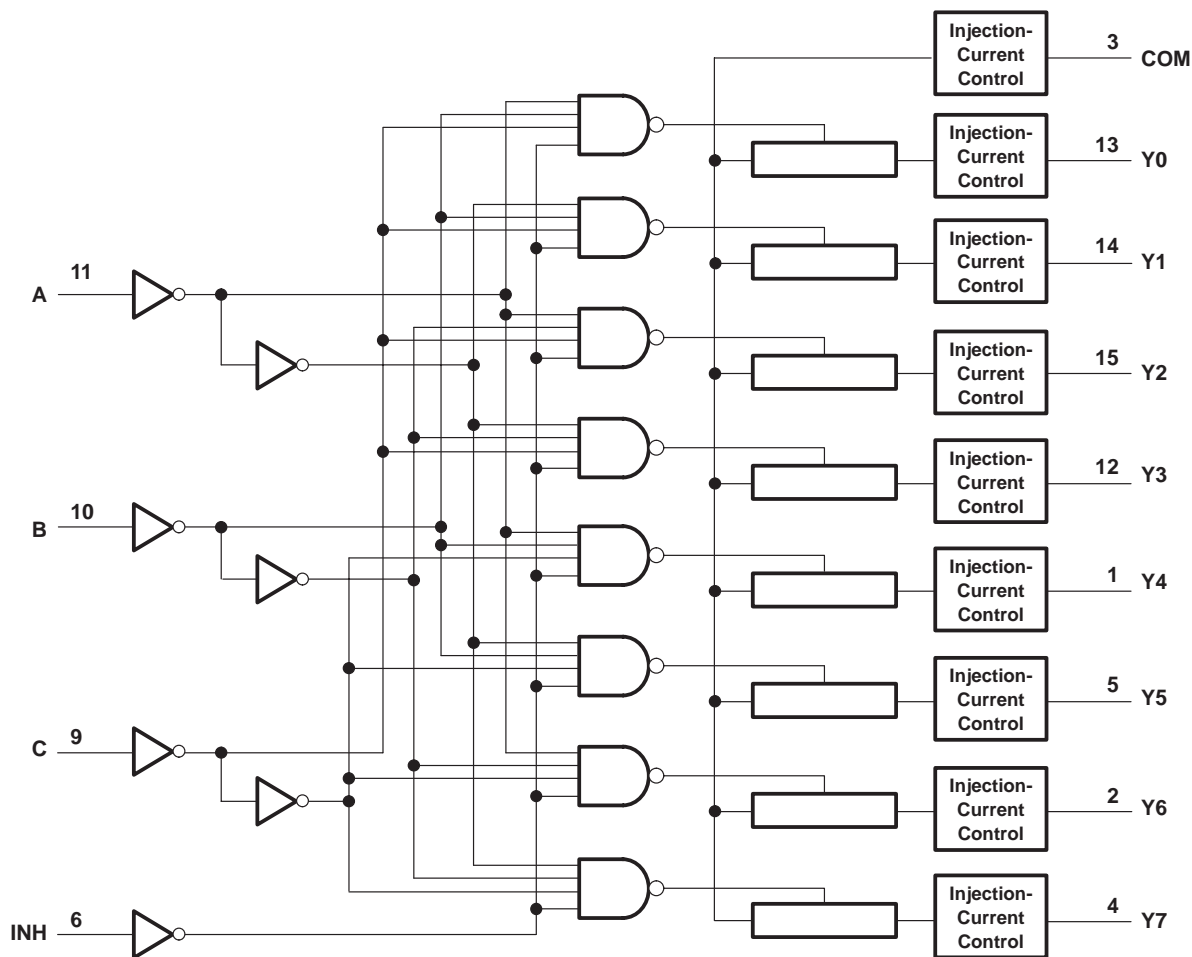 Injection-
Current
Control
3
COM
Injection-
Current
Control
13
Y0
Injection-
Current
Control
14
Y1
A
11
Injection-
Current
Control
15
Y2
Injection-
Current
Control
12
Y3
B
10
Injection-
Current
Control
1
Y4
Injection-
Current
Control
5
Y5
C
9
Injection-
Current
Control
2
Y6
INH
6
Injection-
Current
Control
4
Y7